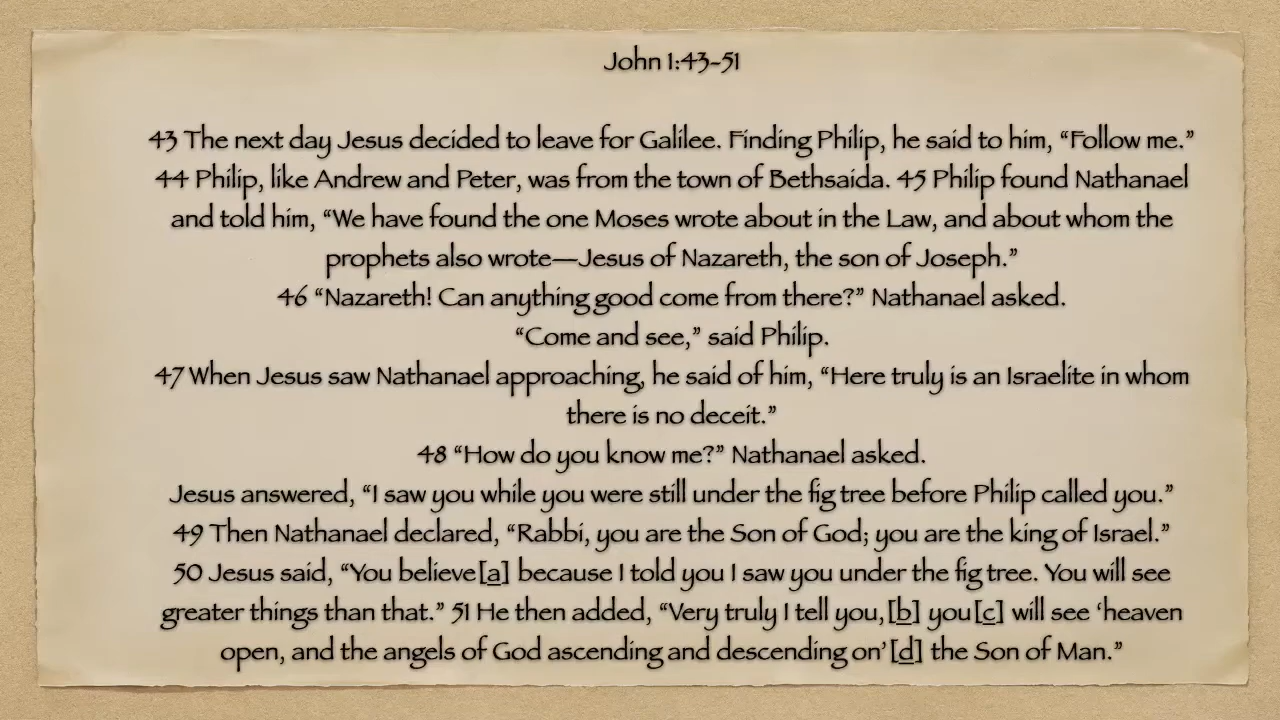 John 1:43-51
43 The next day Jesus decided to leave for Galilee. Finding Philip, he said to him, “Follow me.”
44 Philip, like Andrew and Peter, was from the town of Bethsaida. 45 Philip found Nathanael
and told him, “We have found the one Moses wrote about in the Law, and about whom the
prophets also wrote—Jesus of Nazareth, the son of Joseph.”
46 “Nazareth! Can anything good come from there?” Nathanael asked.
“Come and see,” said Philip.
47 When Jesus saw Nathanael approaching, he said of him, “Here truly is an Israelite in whom
there is no deceit.”
48 “How do you know me?” Nathanael asked.
Jesus answered, “I saw you while you were still under the fig tree before Philip called you.”
49 Then Nathanael declared, “Rabbi, you are the Son of God; you are the king of Israel.”
50 Jesus said, “You believe[a] because I told you I saw you under the fig tree. You will see
greater things than that.” 51 He then added, “Very truly I tell you,[b] you[c] will see ‘heaven
open, and the angels of God ascending and descending on’[d] the Son of Man.”